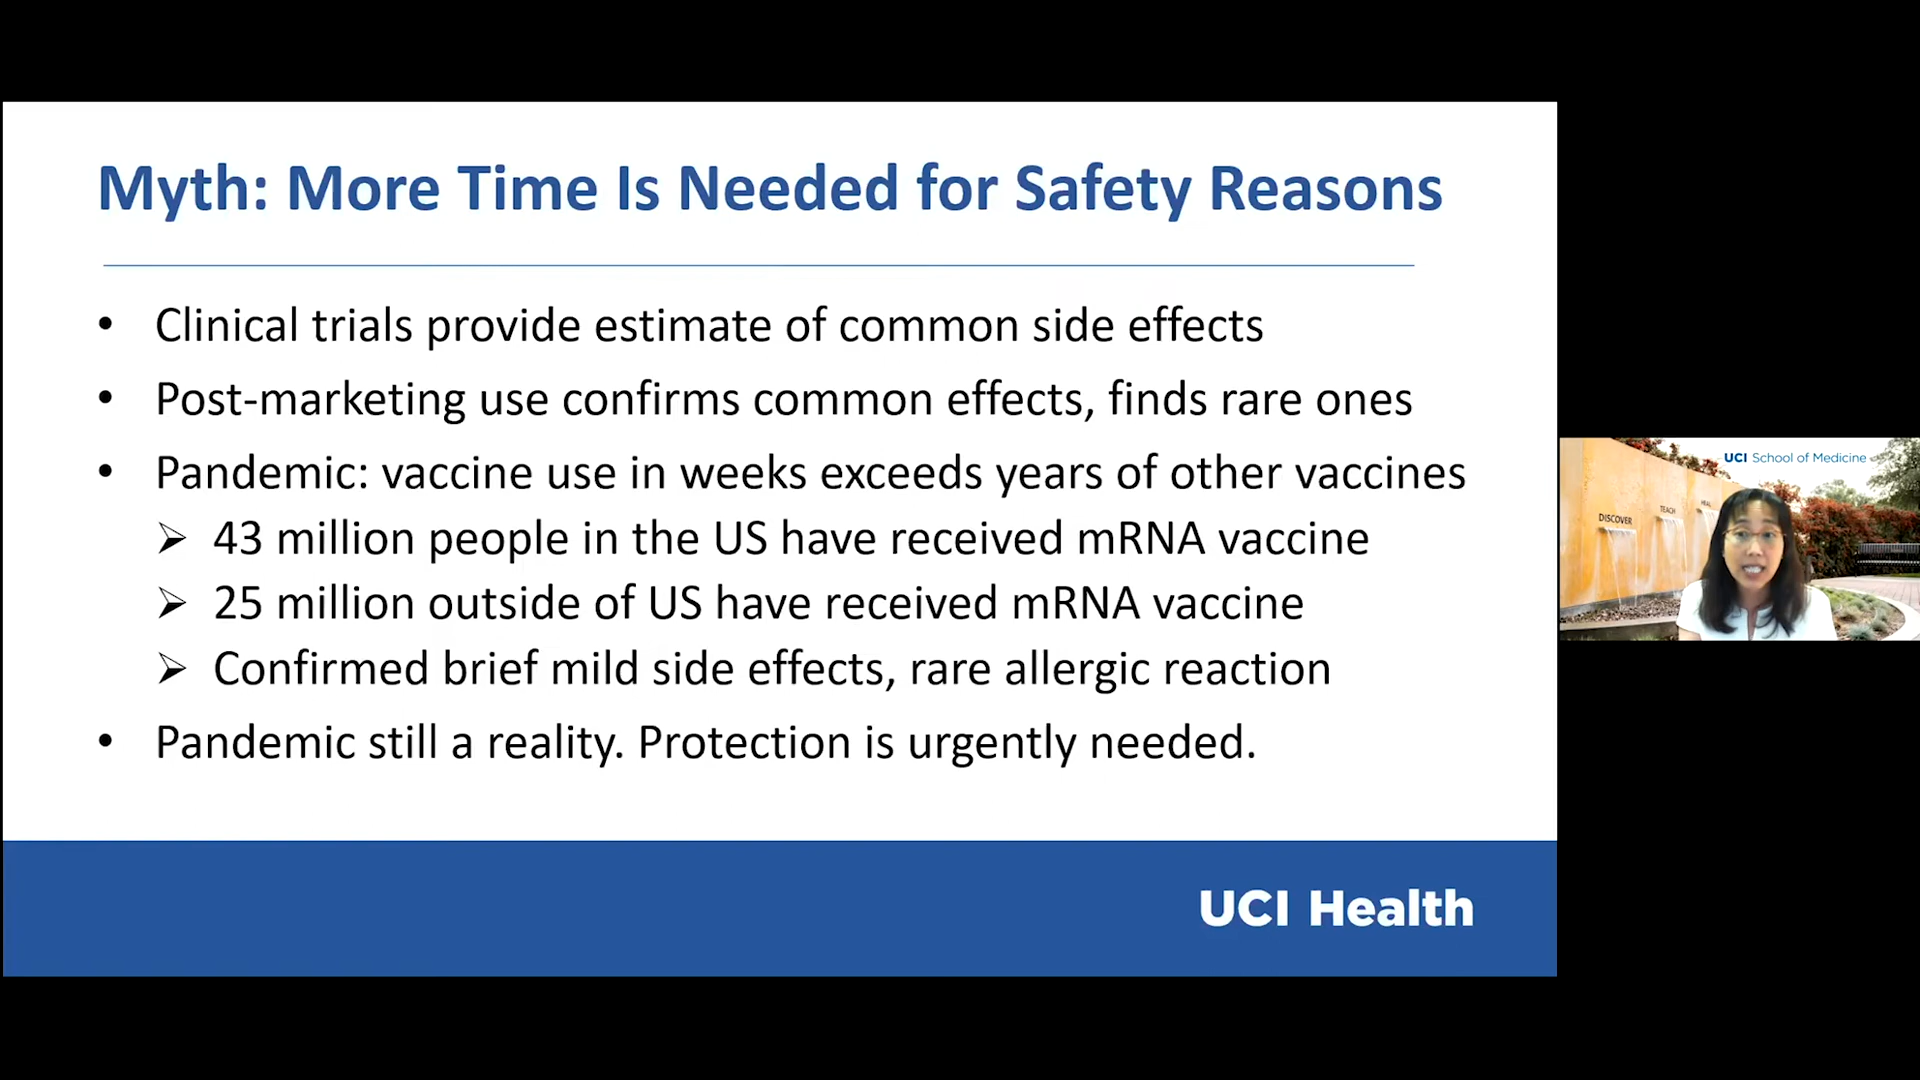 Myth: More Time Is Needed for Safety Reasons
• Clinical trials provide estimate of common side effects
• Post-marketing use confirms common effects, finds rare ones
• Pandemic: vaccine use in weeks exceeds years of other vaccines
➢ 43 million people in the US have received mRNA vaccine
➢ 25 million outside of US have received mRNA vaccine
➢ Confirmed brief mild side effects, rare allergic reaction
• Pandemic still a reality. Protection is urgently needed.
UCI Health
UCI School of Medicine
DISCOVER
TEACH
HEAL